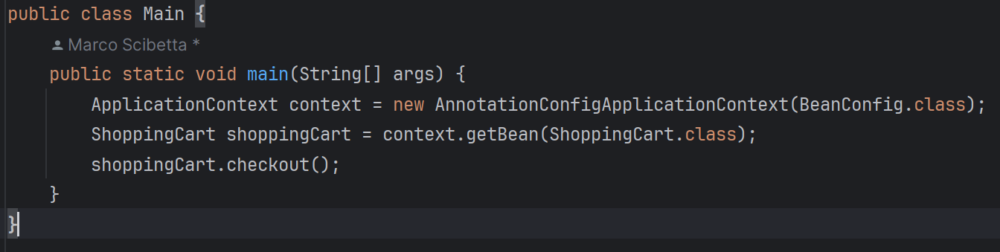 public class Main {
Marco Scibetta *
public static void main(String[] args) {
ApplicationContext context = new AnnotationConfigApplicationContext(BeanConfig.class);
ShoppingCart shoppingCart = context.getBean(ShoppingCart.class);
shoppingCart.checkout();
}
}